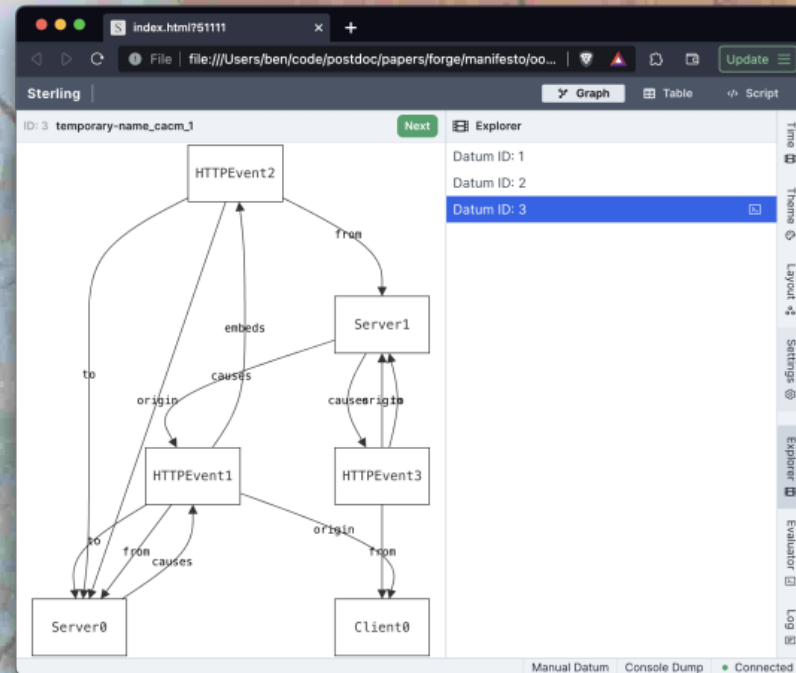 S index.html?51111 × +
File file:///Users/ben/code/postdoc/papers/forge/manifesto/oo... Update
Sterling Graph Table Script
ID: 3 temporary-name_cacm_1 Next
Explorer
Datum ID: 1
Datum ID: 2
Datum ID: 3
HTTPEvent2
from
Server1
embeds
to
causes
origin
causes
origin
to
HTTPEvent1
HTTPEvent3
origin
to
from
from
causes
Server0
Client0
Time
Theme
Layout
Settings
Explorer
Evaluator
Log
Manual Datum Console Dump Connected